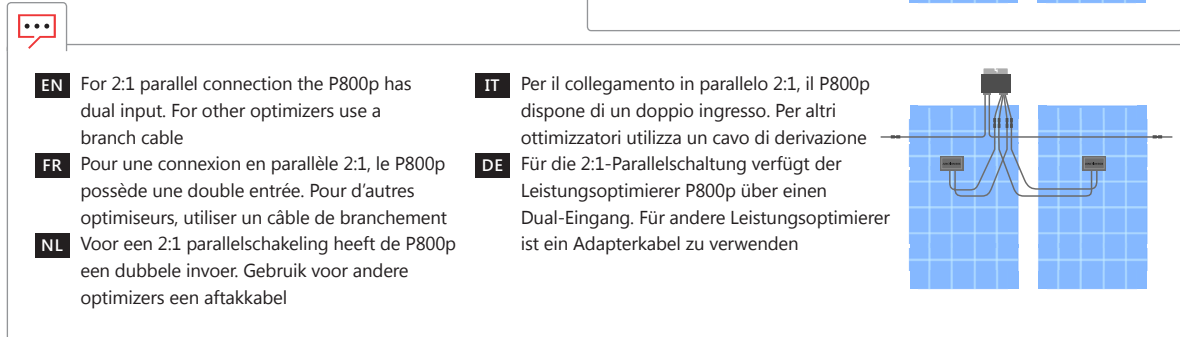 EN For 2:1 parallel connection the P800p has
dual input. For other optimizers use a
branch cable
FR Pour une connexion en parallèle 2:1, le P800p
possède une double entrée. Pour d'autres
optimiseurs, utiliser un câble de branchement
NL Voor een 2:1 parallelschakeling heeft de P800p
een dubbele invoer. Gebruik voor andere
optimizers een aftakkabel
IT Per il collegamento in parallelo 2:1, il P800p
dispone di un doppio ingresso. Per altri
ottimizzatori utilizza un cavo di derivazione
DE Für die 2:1-Parallelschaltung verfügt der
Leistungsoptimierer P800p über einen
Dual-Eingang. Für andere Leistungsoptimierer
ist ein Adapterkabel zu verwenden